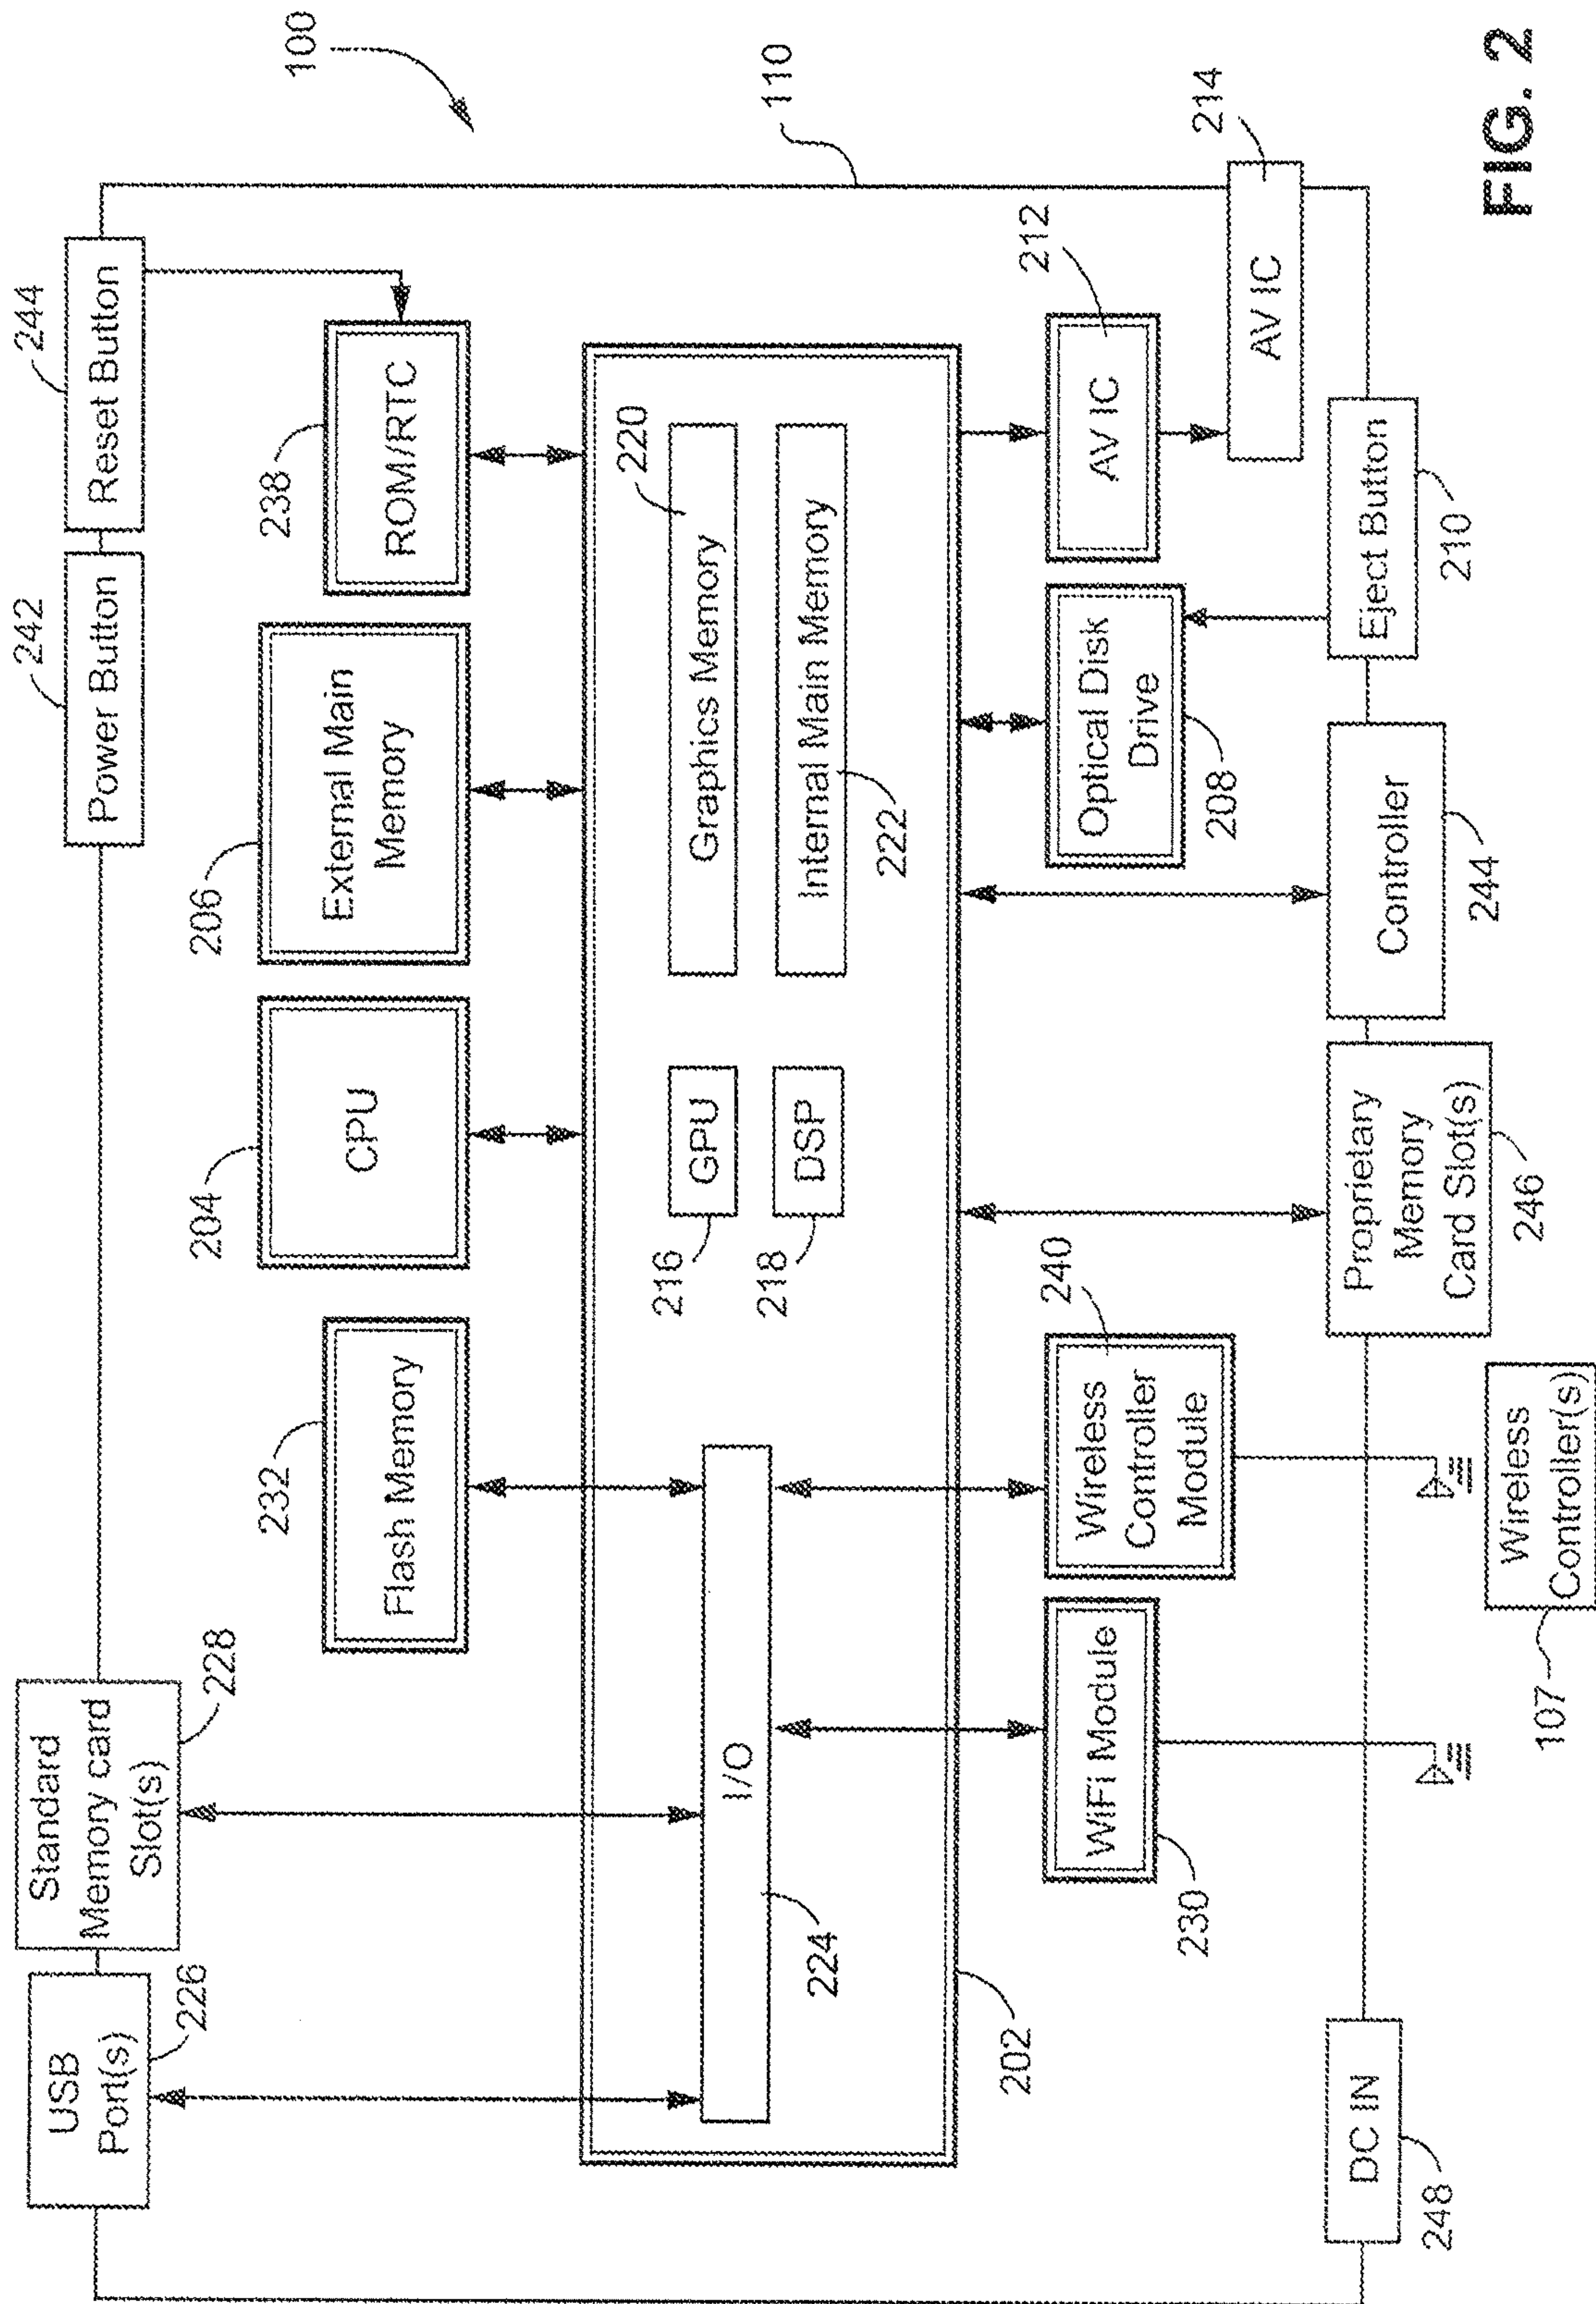 100
110
226
USB
Port(s)
228
Standard
Memory card
Slot(s)
242
Power Button
244
Reset Button
232
Flash Memory
204
CPU
206
External Main
Memory
238
ROM/RTC
216
GPU
220
Graphics Memory
218
DSP
Internal Main Memory
222
I/O
224
202
230
WiFi Module
240
Wireless
Controller
Module
Optical Disk
Drive
208
212
AV IC
214
AV IC
DC IN
248
Proprietary
Memory
Card Slot(s)
246
Controller
244
Eject Button
210
107
Wireless
Controller(s)
FIG. 2